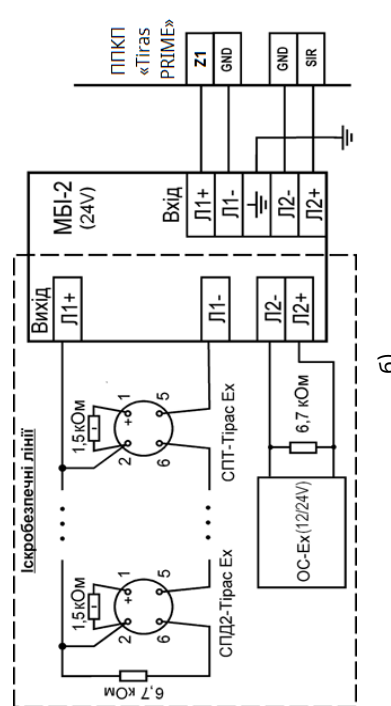 ППКП
«Tiras
PRIME»
Z1
GND
GND
SIR
МБІ-2
(24V)
Вхід
Л1+
Л1-
Л2-
Л2+
Вихід
Л1+
Л1-
Л2-
Л2+
Іскробезпечні лінії
1,5кОм
2
+
1
6
5
СПТ-Тірас Ex
1,5кОм
2
+
1
6
5
СПД2-Тірас Ex
6,7 кОм
6,7 кОм
ОС-Ex(12/24V)
б)